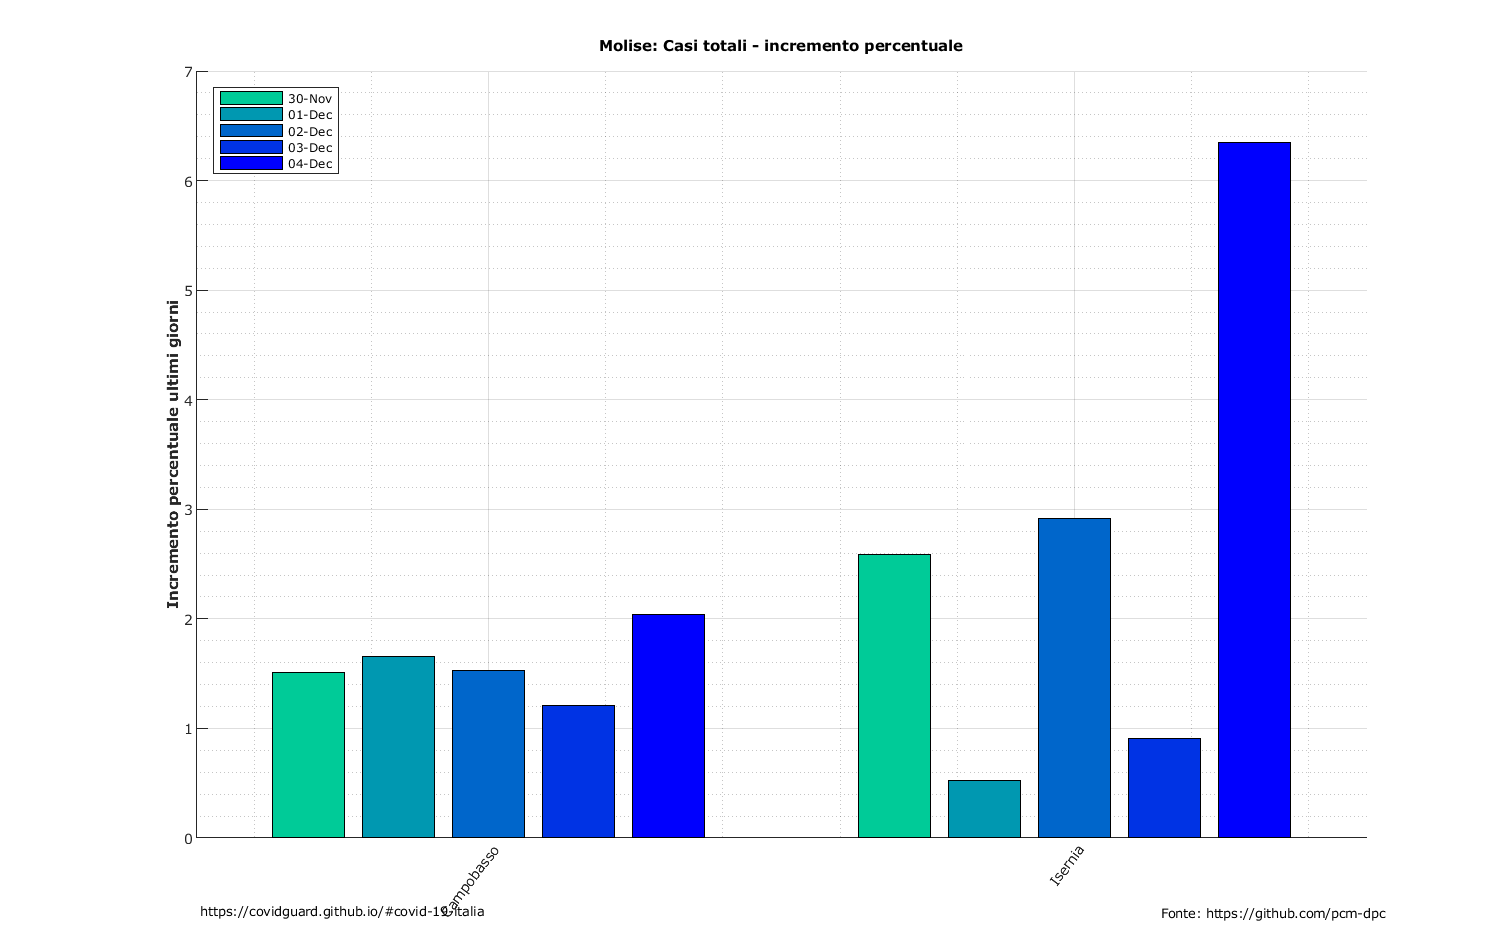 Molise: Casi totali - incremento percentuale
7
6
5
4
3
2
1
0
30-Nov
01-Dec
02-Dec
03-Dec
04-Dec
Incremento percentuale ultimi giorni
Campobasso
Isernia
https://covidguard.github.io/#covid-19-italia
Fonte: https://github.com/pcm-dpc